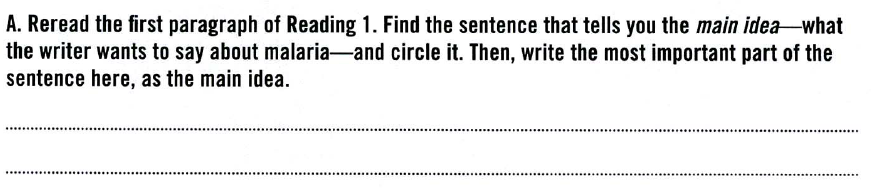 A. Reread the first paragraph of Reading 1. Find the sentence that tells you the main idea—what
the writer wants to say about malaria—and circle it. Then, write the most important part of the
sentence here, as the main idea.